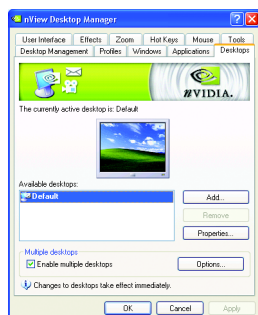 nView Desktop Manager
User Interface Effects Zoom Hot Keys Mouse Tools
Desktop Management Profiles Windows Applications Desktops
nVIDIA.
The currently active desktop is: Default
Available desktops:
Default
Add...
Remove
Properties...
Multiple desktops
Enable multiple desktops
Options...
Changes to desktops take effect immediately.
OK Cancel Apply